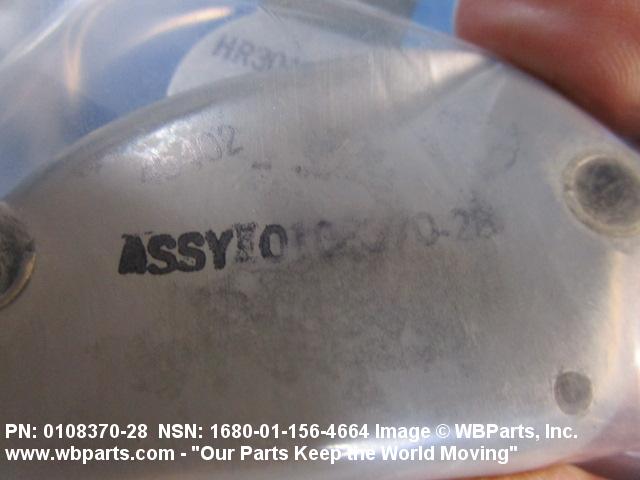 HR30
ASSY
PN: 0108370-28 NSN: 1680-01-156-4664 Image © WBParts, Inc.
www.wbparts.com - "Our Parts Keep the World Moving"